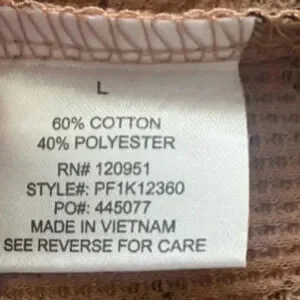 L
60% COTTON
40% POLYESTER
RN# 120951
STYLE#: PF1K12360
PO#: 445077
MADE IN VIETNAM
SEE REVERSE FOR CARE